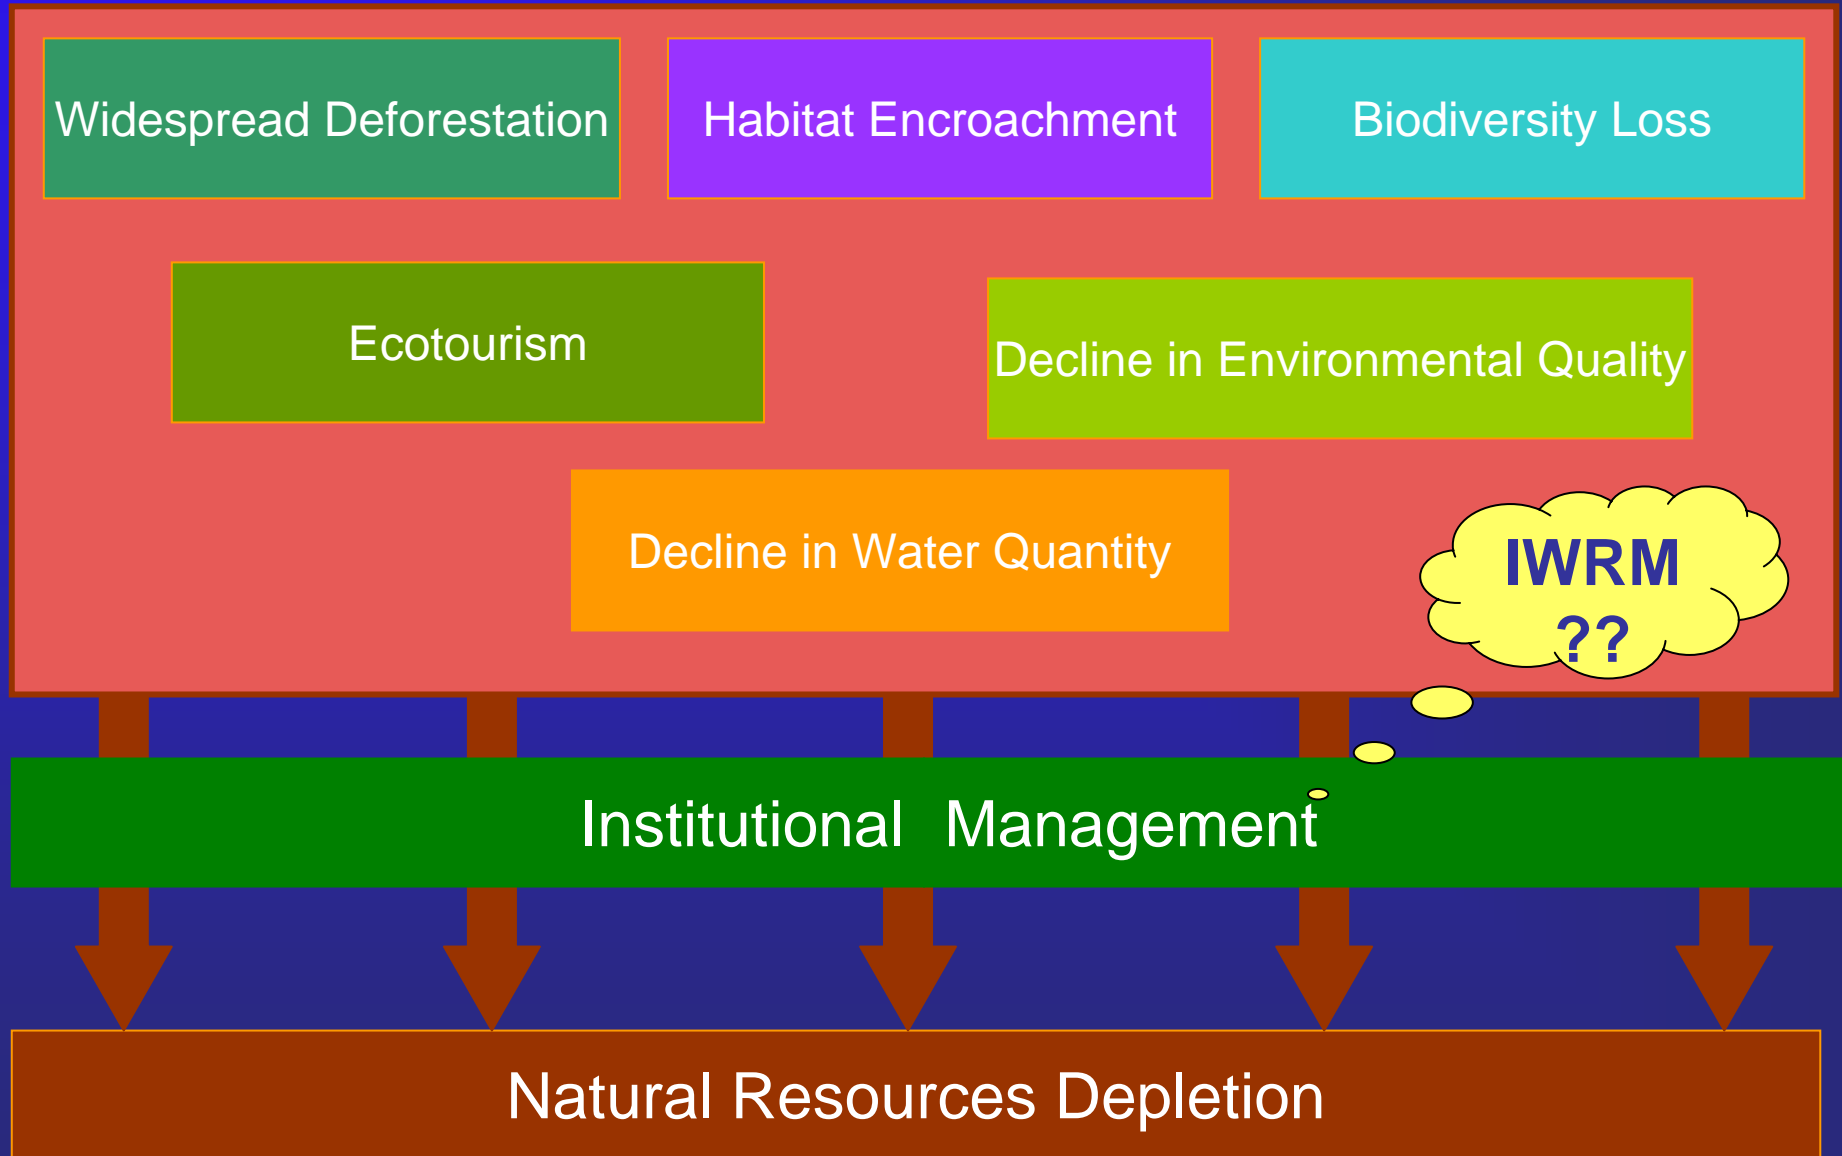 Widespread Deforestation
Habitat Encroachment
Biodiversity Loss
Ecotourism
Decline in Environmental Quality
Decline in Water Quantity
IWRM
??
Institutional  Management
Natural Resources Depletion